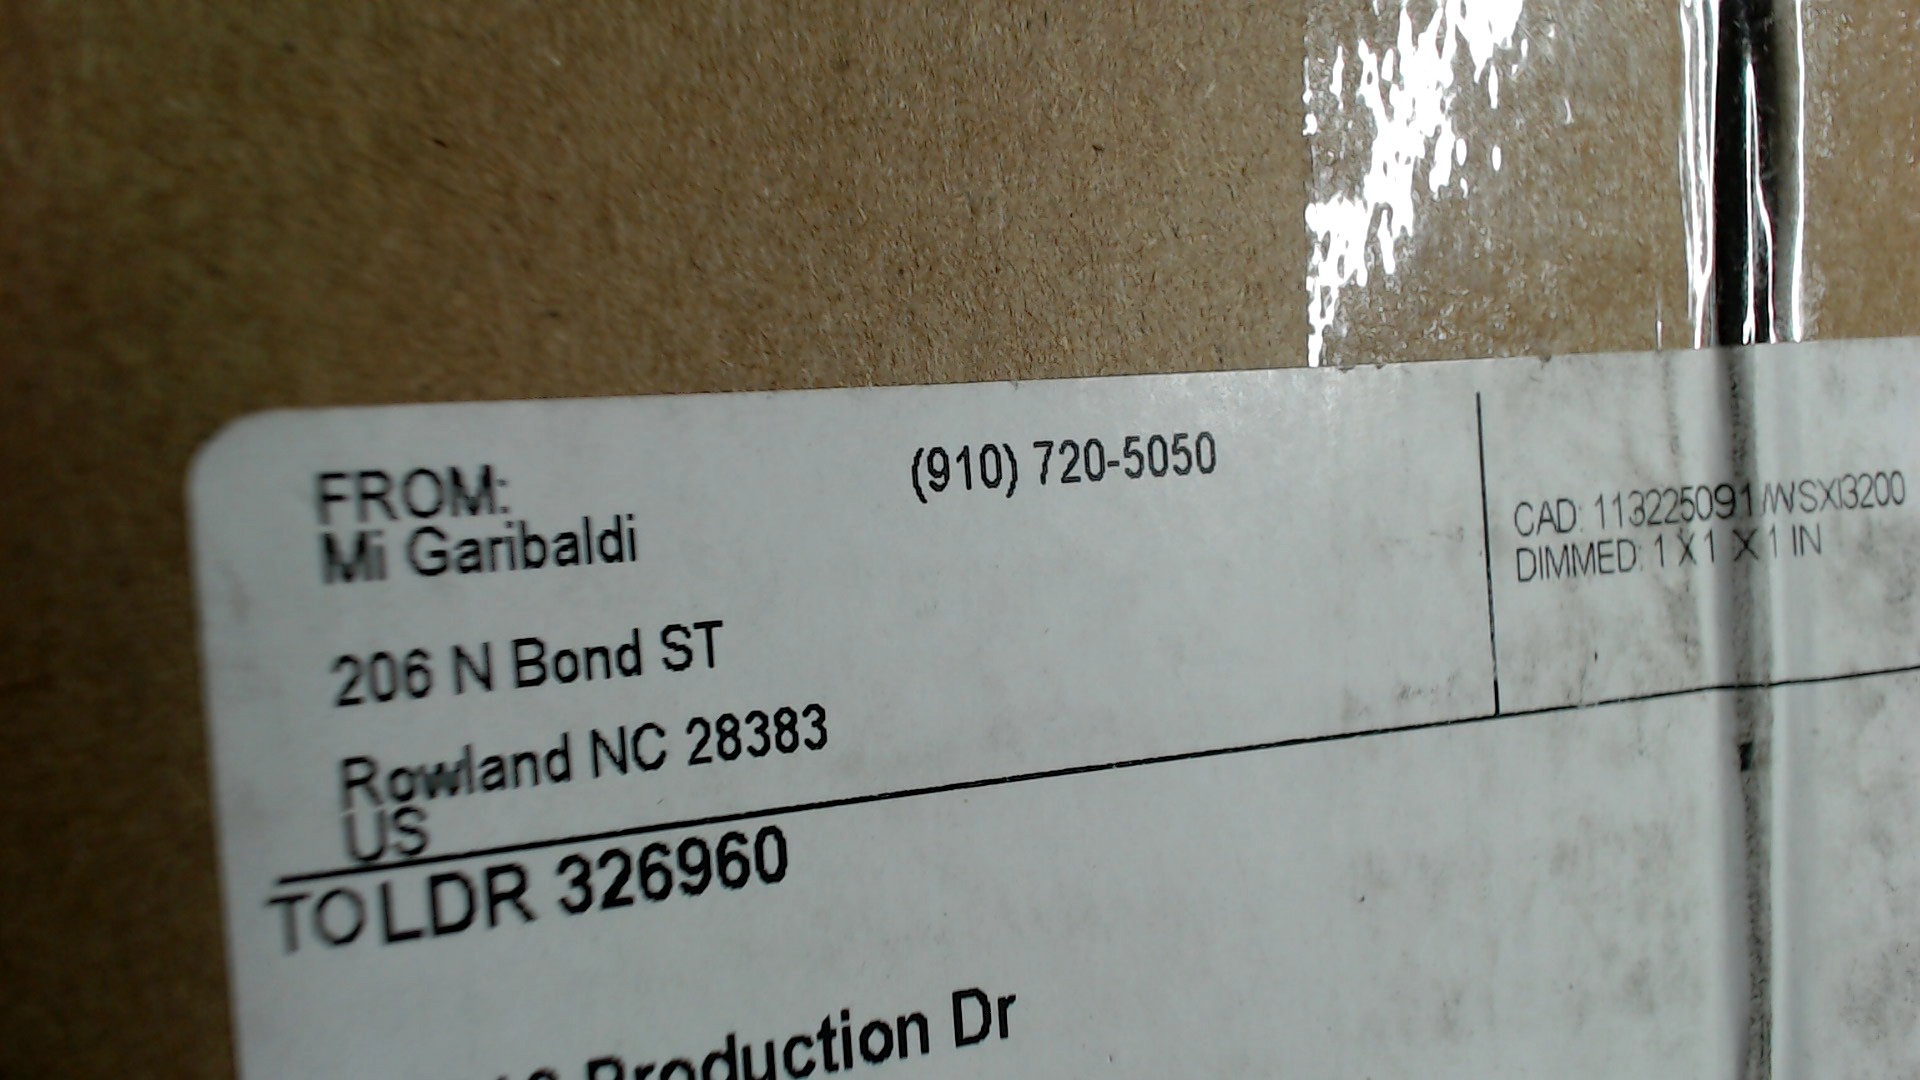 FROM:
(910) 720-5050
Mi Garibaldi
206 N Bond ST
Rowland NC 28383
US
CAD: 113225091/WSXI3200
DIMMED: 1 X 1 X 1 IN
TO LDR 326960
Production Dr